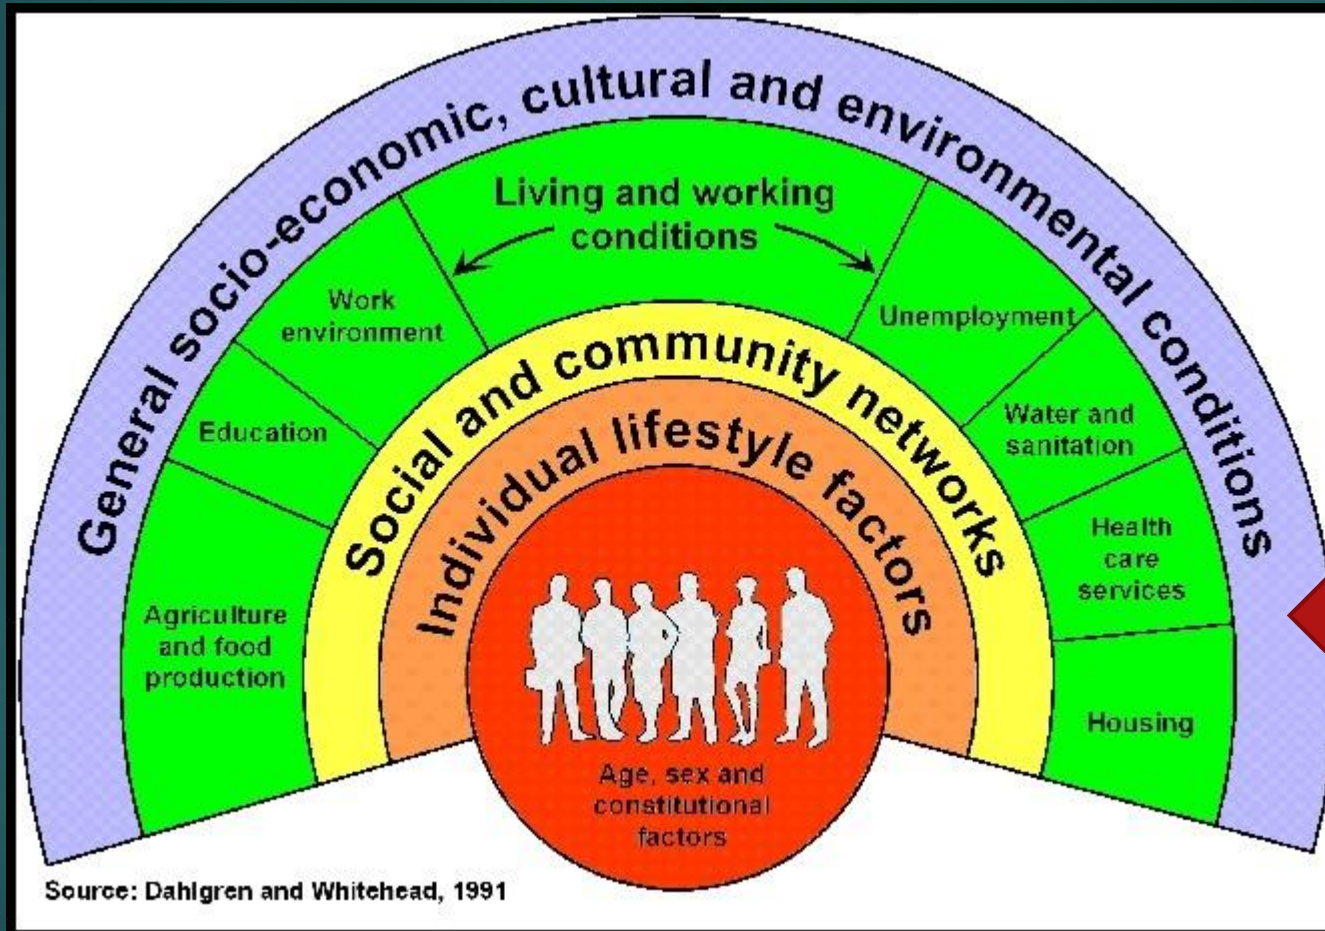 General socio-economic, cultural and environmental conditions
Living and working
conditions
Work
environment
Unemployment
Education
Water and
sanitation
Agriculture
and food
production
Health
care
services
Housing
Social and community networks
Individual lifestyle factors
Age, sex and
constitutional
factors
Source: Dahlgren and Whitehead, 1991